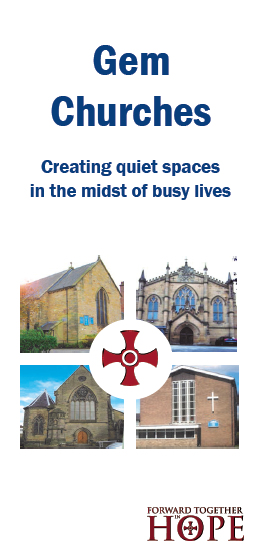 Gem
Churches
Creating quiet spaces
in the midst of busy lives
FORWARD TOGETHER
IN
HOPE